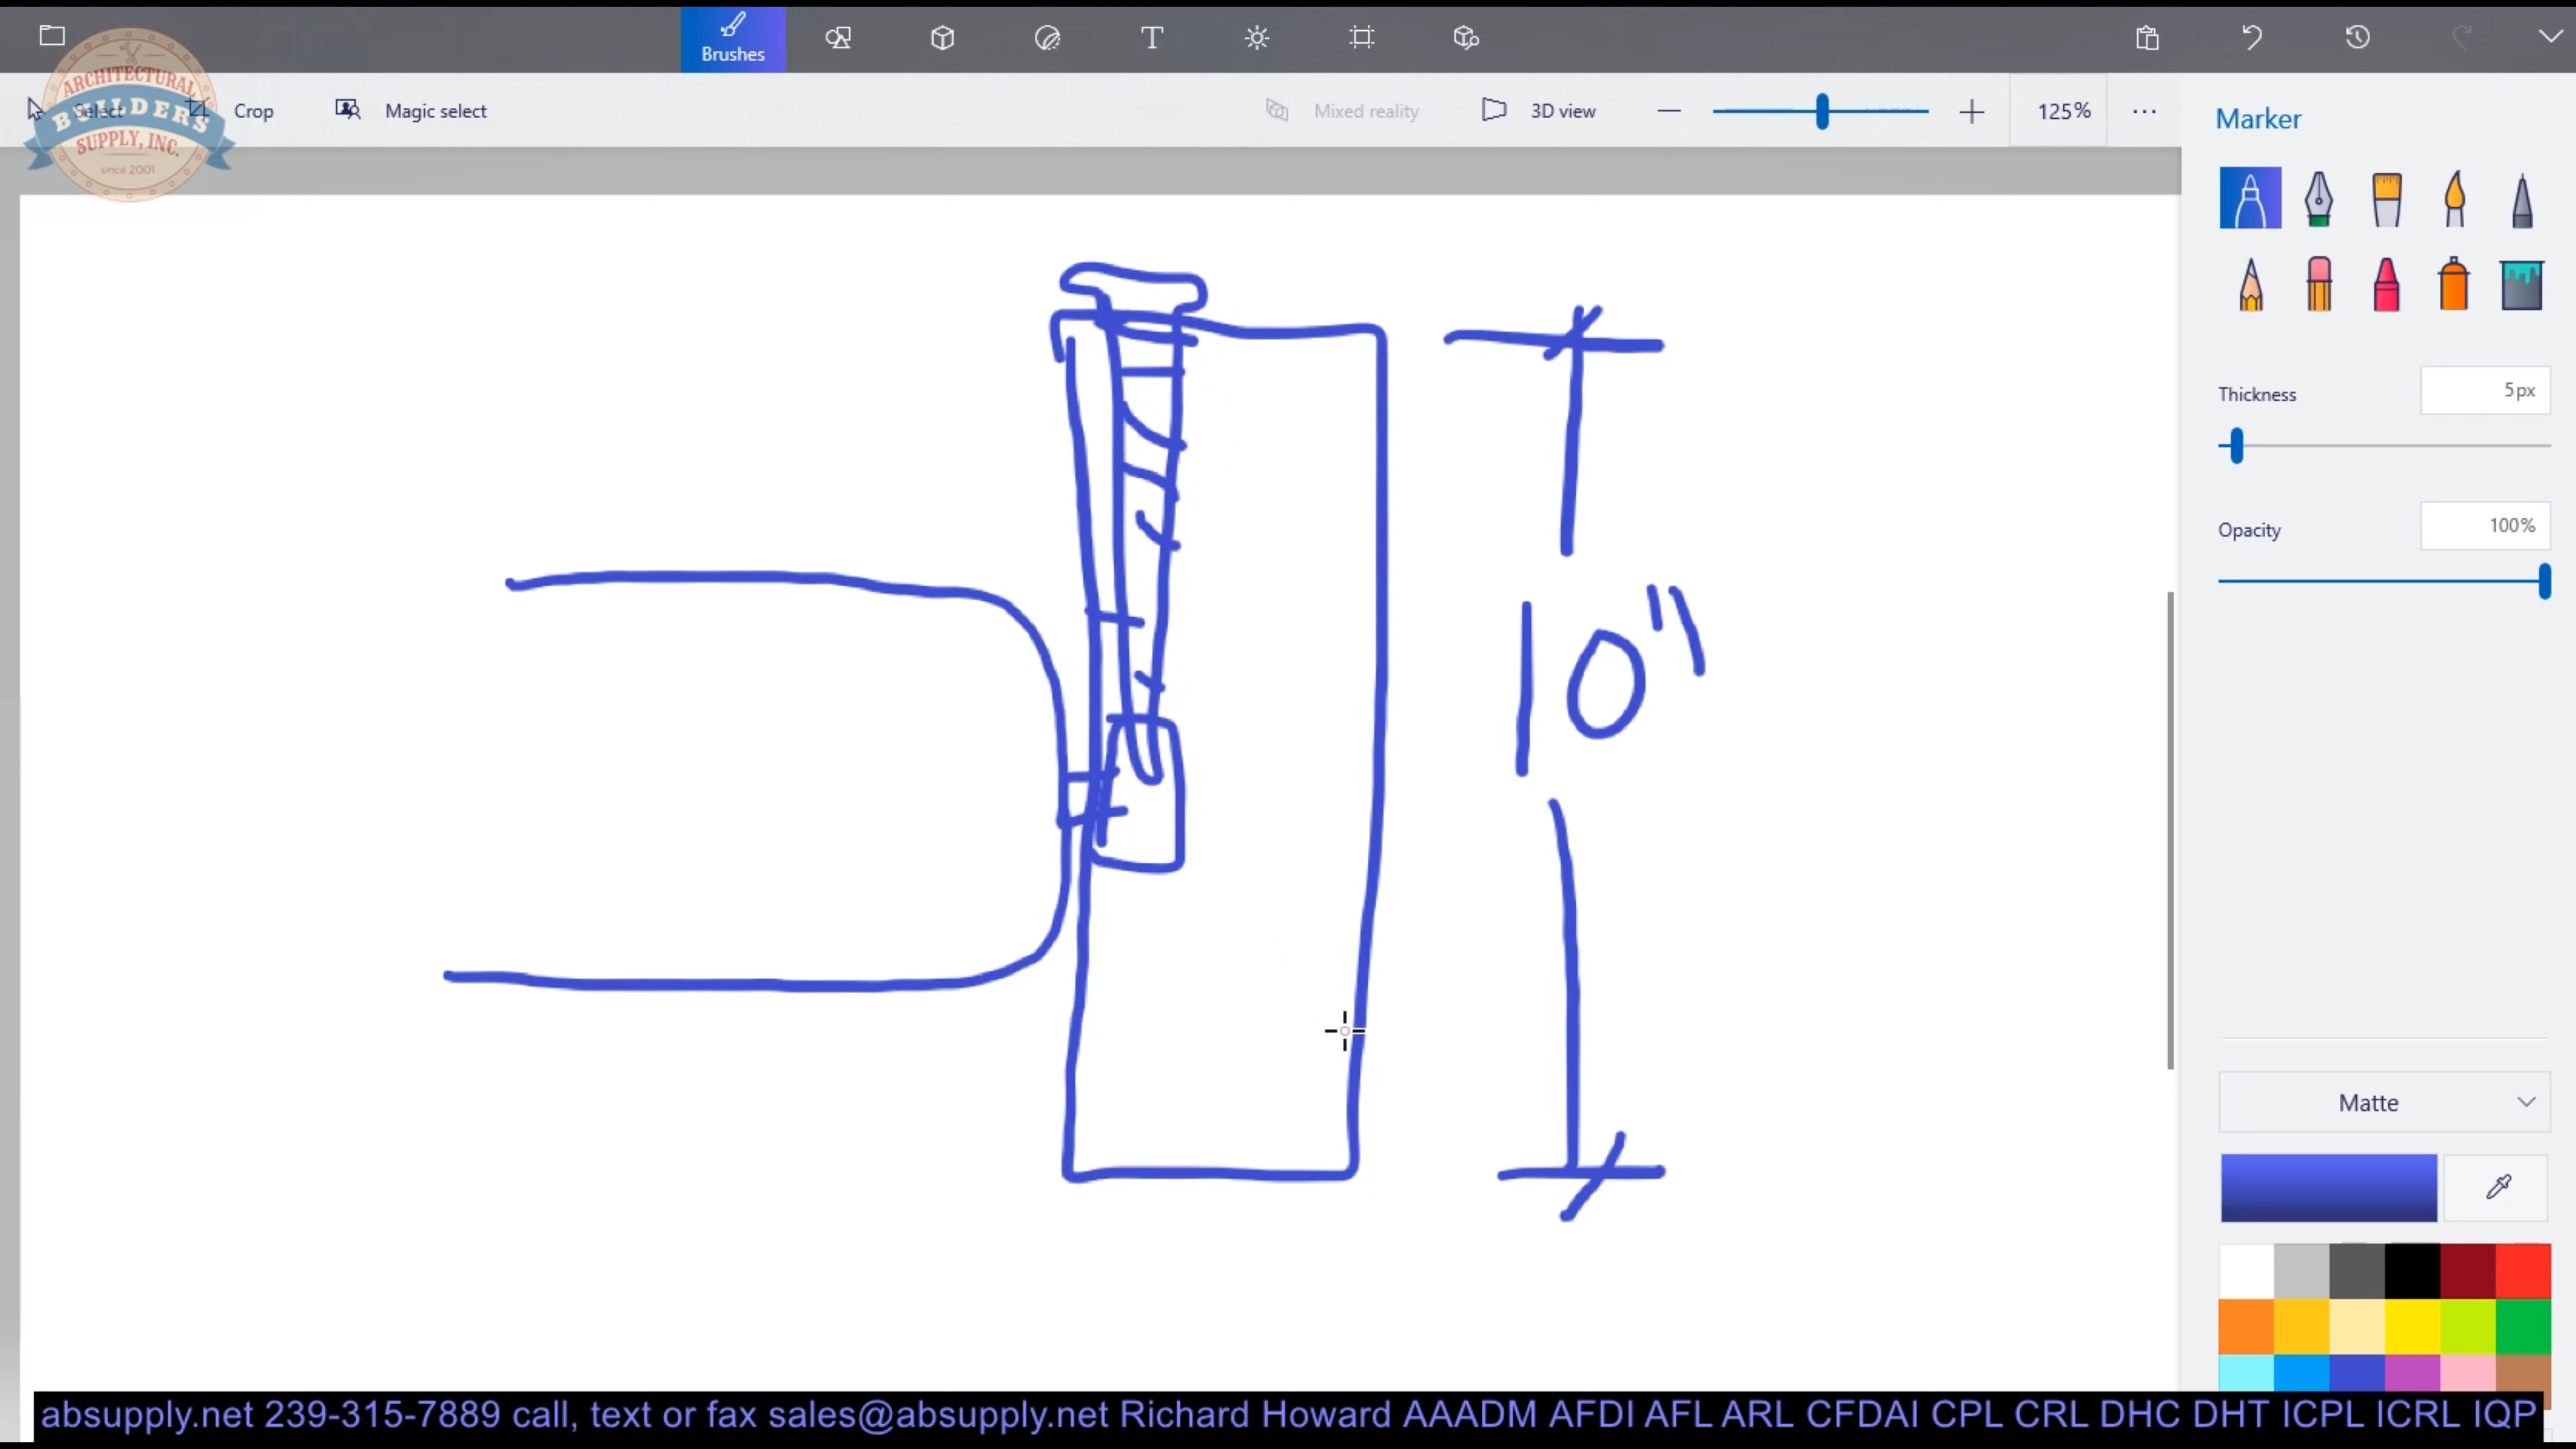 Brushes
ARCHITECTURAL
BUILDERS
SUPPLY, INC.
since 2001
Select
Crop
Magic select
Mixed reality
3D view
125%
Marker
Thickness
5px
Opacity
100%
10"
Matte
absupply.net 239-315-7889 call, text or fax sales@absupply.net Richard Howard AAADM AFDI AFL ARL CFDAI CPL CRL DHC DHT ICPL ICRL IQP